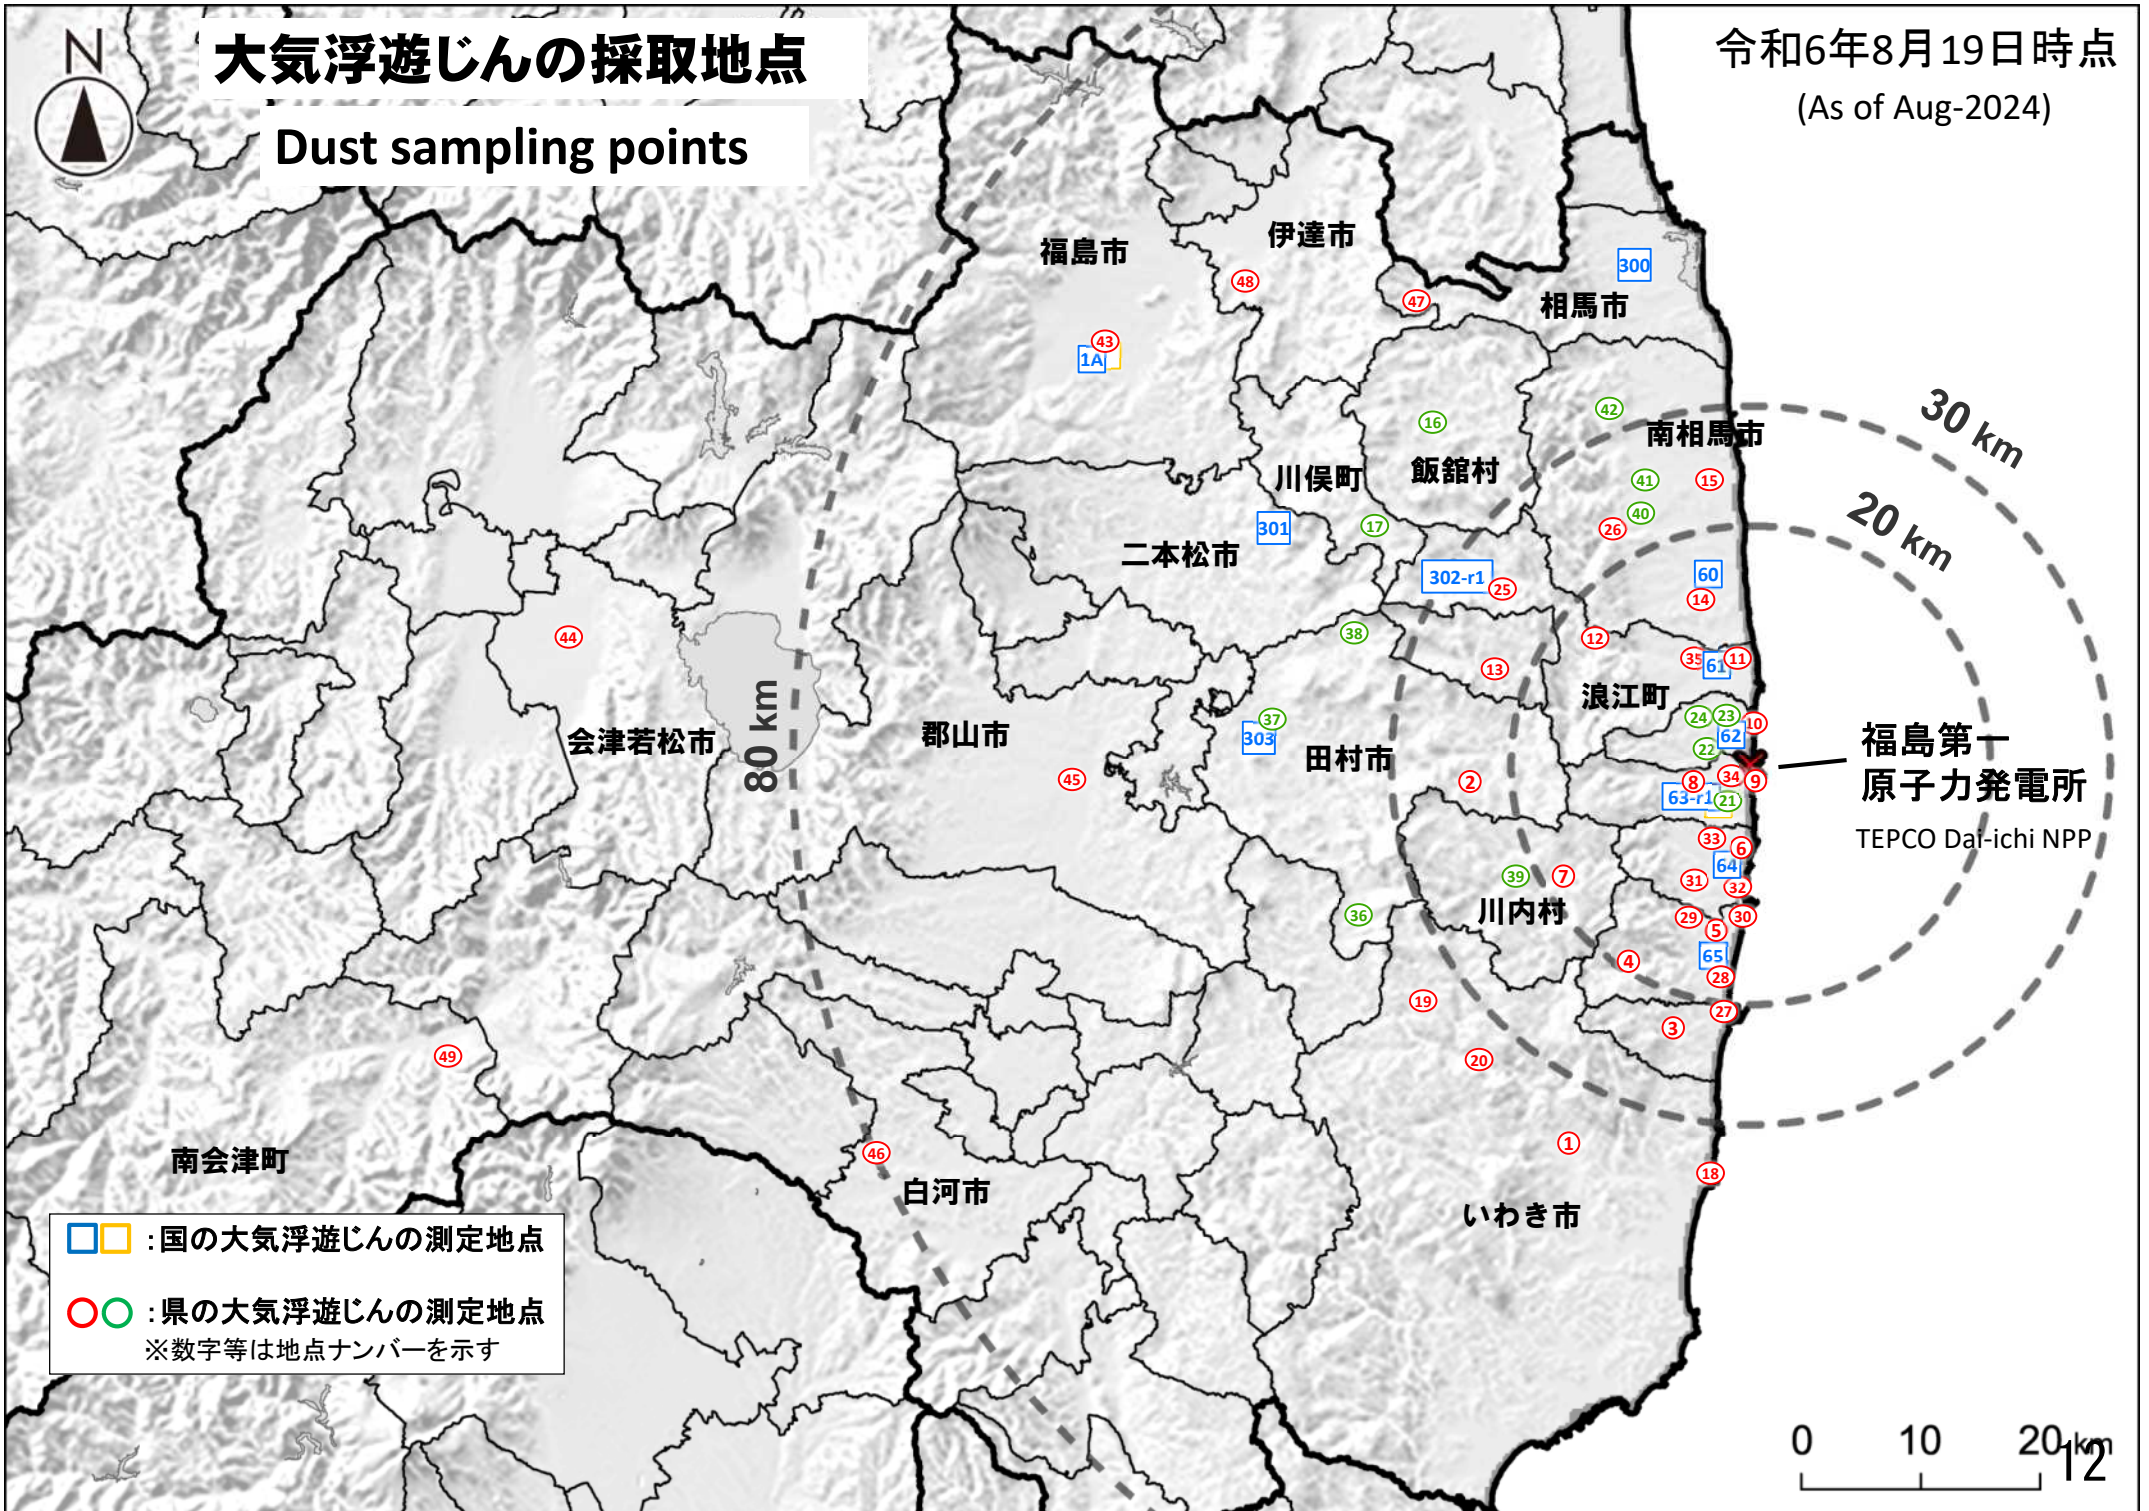 N
大気浮遊じんの採取地点
Dust sampling points
令和6年8月19日時点
(As of Aug-2024)
福島市
伊達市
300
相馬市
48
47
43
1A
16
42
30 km
南相馬市
川俣町
飯舘村
41
15
20 km
301
17
40
26
二本松市
302-r1
25
60
14
44
38
12
35
61
11
13
浪江町
80 km
会津若松市
郡山市
37
303
田村市
24
23
10
62
22
福島第一
原子力発電所
TEPCO Dai-ichi NPP
45
2
8
34
9
63-r1
21
33
6
64
39
7
31
32
川内村
36
29
30
5
4
65
28
19
27
3
49
20
1
46
18
南会津町
白河市
いわき市
:国の大気浮遊じんの測定地点
:県の大気浮遊じんの測定地点
※数字等は地点ナンバーを示す
0 10 20 km
12